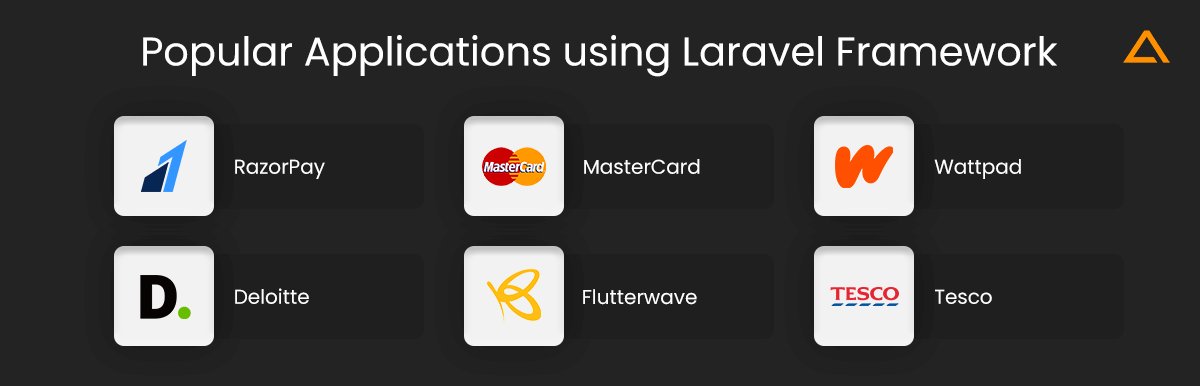 Popular Applications using Laravel Framework
RazorPay
MasterCard
MasterCard
Wattpad
D.
Deloitte
Flutterwave
TESCO
Tesco